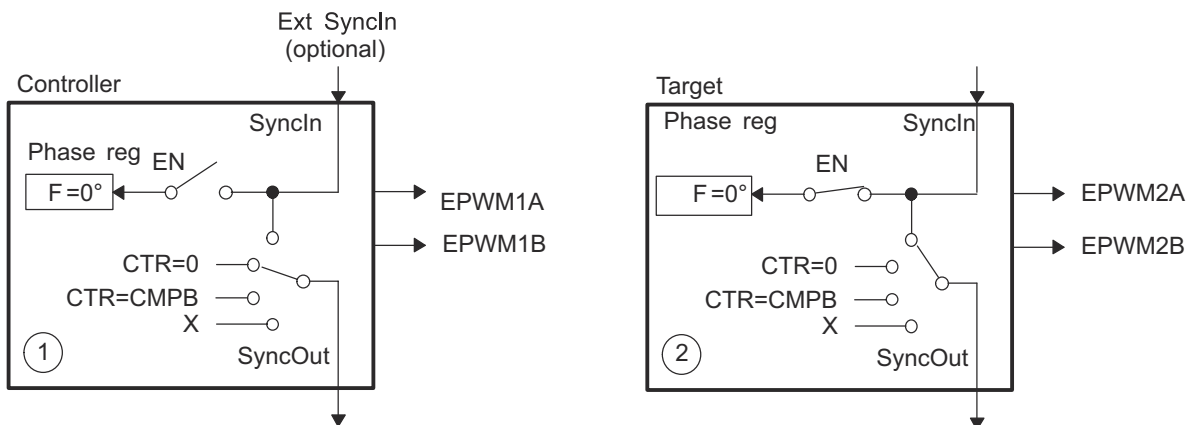 Ext SyncIn
(optional)
Controller
SyncIn
Phase reg
EN
F=0°
EPWM1A
EPWM1B
CTR=0
CTR=CMPB
X
1
SyncOut
Target
Phase reg
SyncIn
EN
F=0°
EPWM2A
EPWM2B
CTR=0
CTR=CMPB
X
2
SyncOut